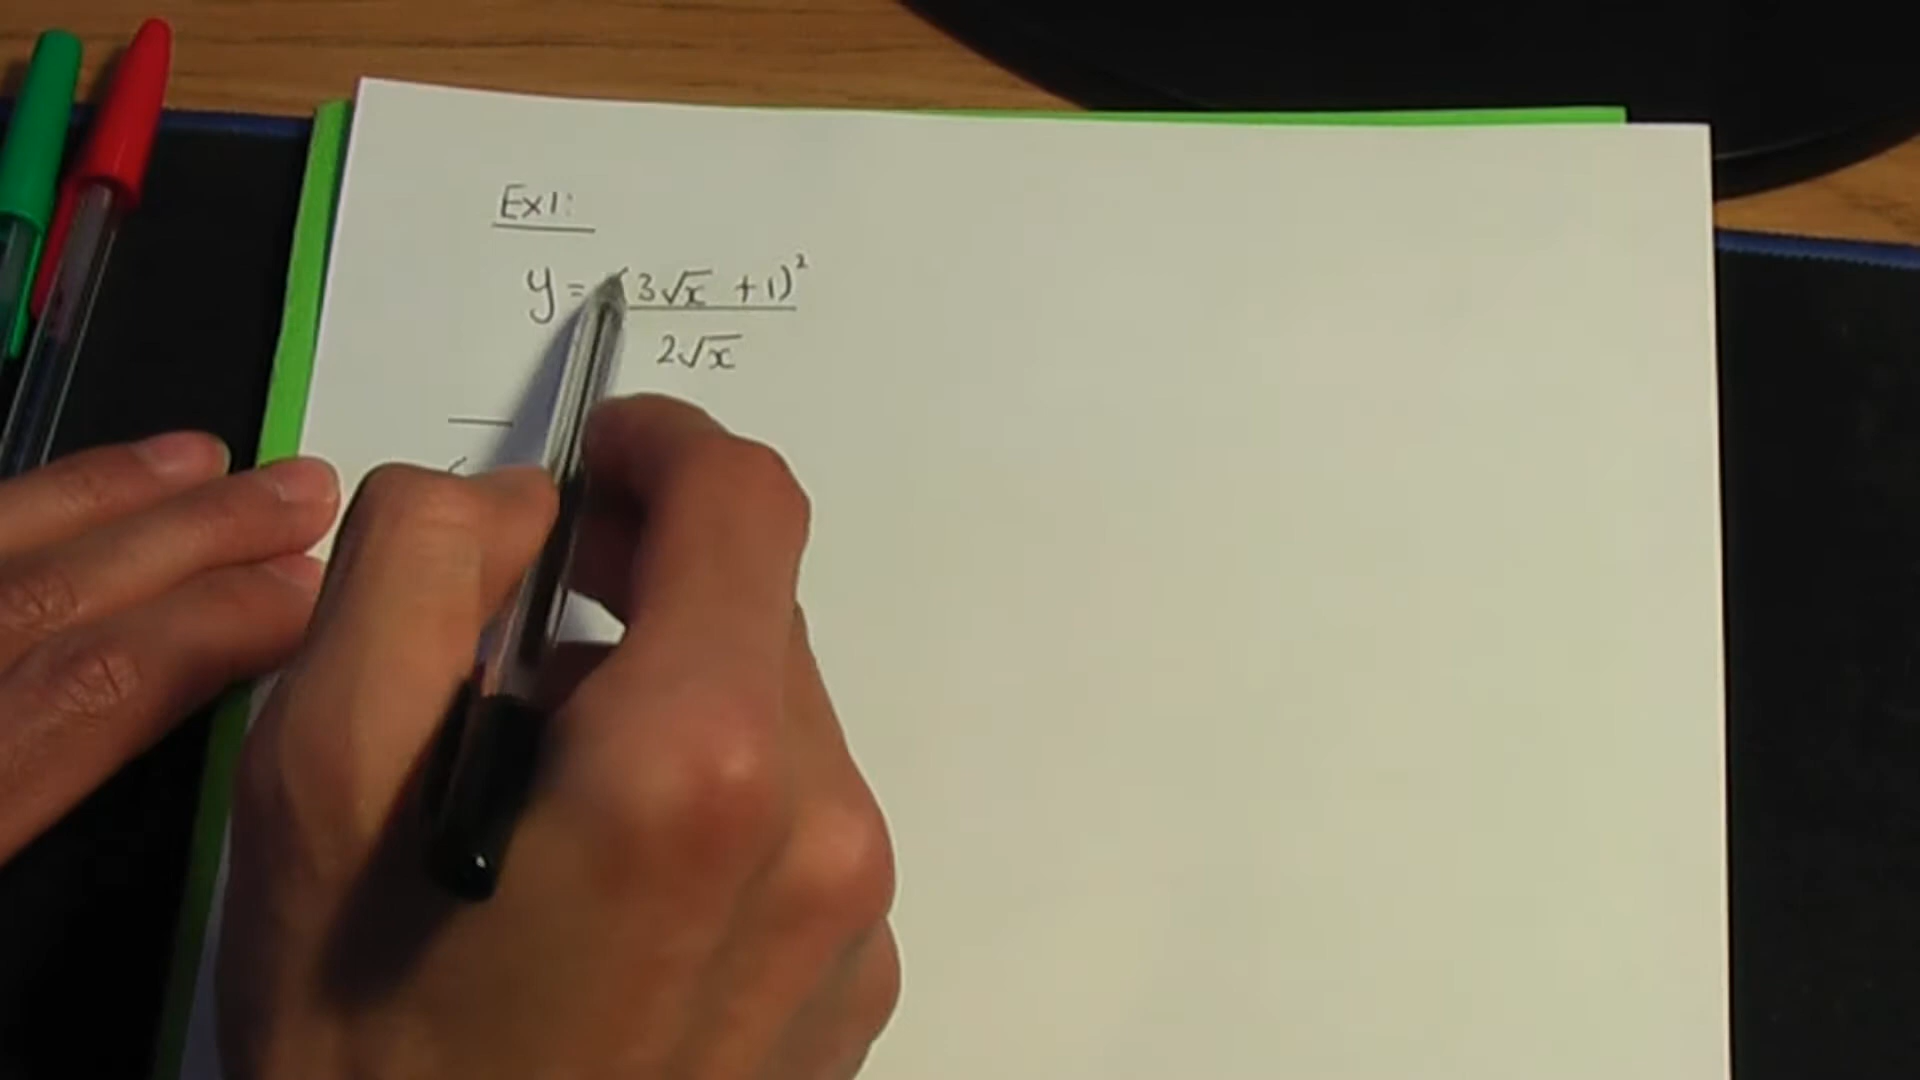 Ex1:
y = (3√x + 1)²
2√x